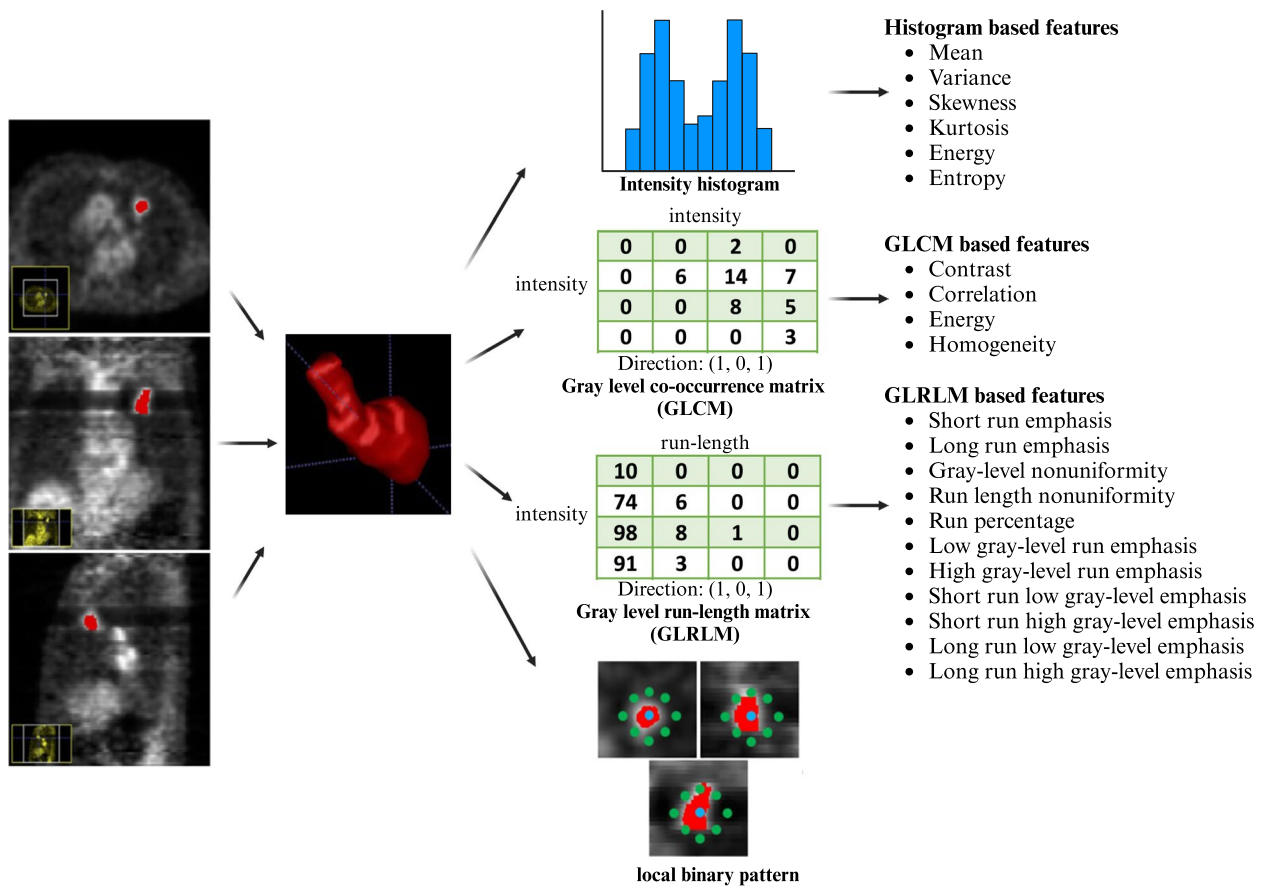 Histogram based features
• Mean
• Variance
• Skewness
• Kurtosis
• Energy
• Entropy
Intensity histogram
intensity
intensity
0 0 2 0
0 6 14 7
0 0 8 5
0 0 0 3
Direction: (1, 0, 1)
Gray level co-occurrence matrix
(GLCM)
GLCM based features
• Contrast
• Correlation
• Energy
• Homogeneity
run-length
intensity
10 0 0 0
74 6 0 0
98 8 1 0
91 3 0 0
Direction: (1, 0, 1)
Gray level run-length matrix
(GLRLM)
GLRLM based features
• Short run emphasis
• Long run emphasis
• Gray-level nonuniformity
• Run length nonuniformity
• Run percentage
• Low gray-level run emphasis
• High gray-level run emphasis
• Short run low gray-level emphasis
• Short run high gray-level emphasis
• Long run low gray-level emphasis
• Long run high gray-level emphasis
local binary pattern